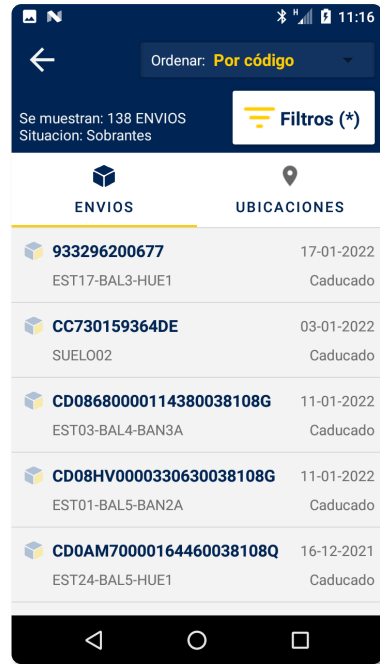 11:16
Ordenar: Por código
Se muestran: 138 ENVIOS
Situacion: Sobrantes
Filtros (*)
ENVIOS
UBICACIONES
933296200677 17-01-2022
EST17-BAL3-HUE1 Caducado
CC730159364DE 03-01-2022
SUELO02 Caducado
CD08680000114380038108G 11-01-2022
EST03-BAL4-BAN3A Caducado
CD08HV0000330630038108G 11-01-2022
EST01-BAL5-BAN2A Caducado
CD0AM70000164460038108Q 16-12-2021
EST24-BAL5-HUE1 Caducado